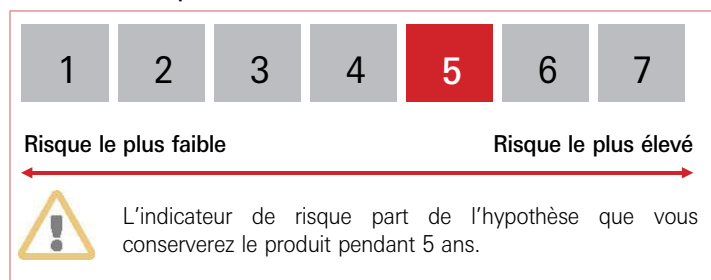 1 2 3 4 5 6 7
Risque le plus faible Risque le plus élevé
L'indicateur de risque part de l'hypothèse que vous
conserverez le produit pendant 5 ans.